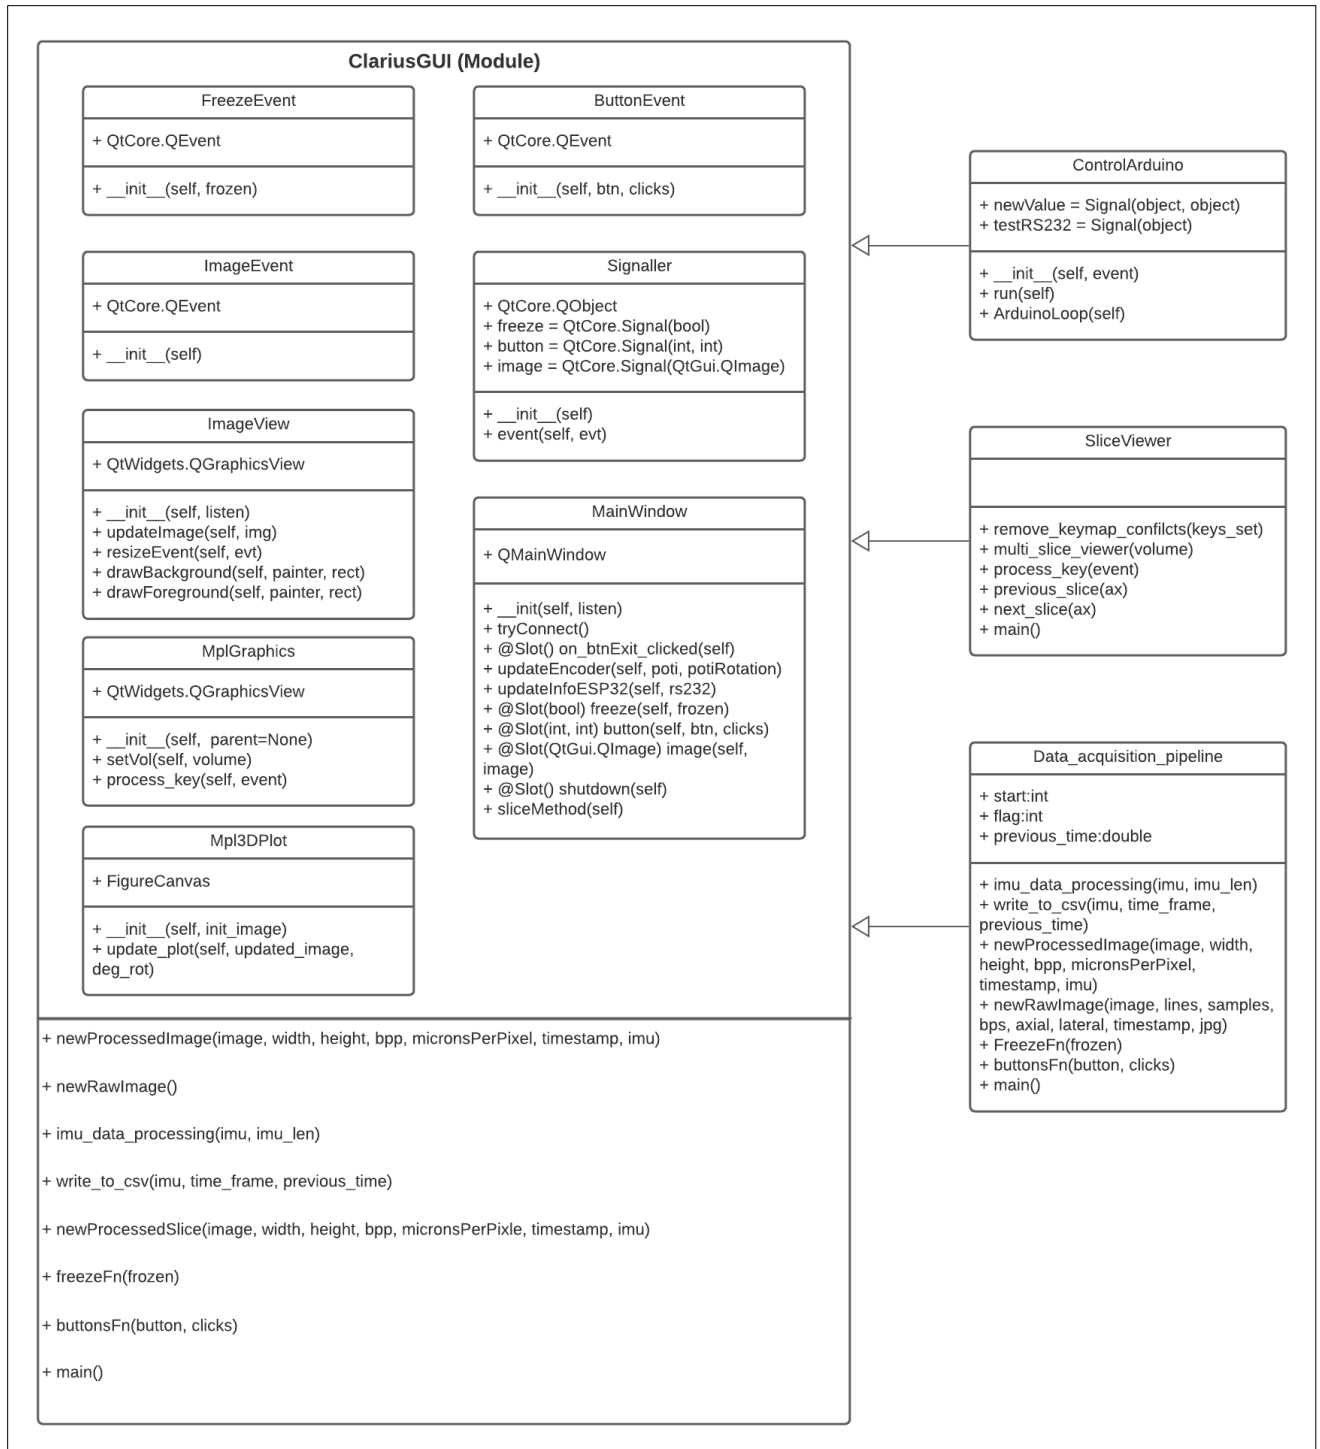 ClariusGUI (Module)
FreezeEvent
+ QtCore.QEvent
+ __init__(self, frozen)
ButtonEvent
+ QtCore.QEvent
+ __init__(self, btn, clicks)
ImageEvent
+ QtCore.QEvent
+ __init__(self)
Signaller
+ QtCore.QObject
+ freeze = QtCore.Signal(bool)
+ button = QtCore.Signal(int, int)
+ image = QtCore.Signal(QtGui.QImage)
+ __init__(self)
+ event(self, evt)
ImageView
+ QtWidgets.QGraphicsView
+ __init__(self, listen)
+ updateImage(self, img)
+ resizeEvent(self, evt)
+ drawBackground(self, painter, rect)
+ drawForeground(self, painter, rect)
MainWindow
+ QMainWindow
+ __init(self, listen)
+ tryConnect()
+ @Slot() on_btnExit_clicked(self)
+ updateEncoder(self, poti, potiRotation)
+ updateInfoESP32(self, rs232)
+ @Slot(bool) freeze(self, frozen)
+ @Slot(int, int) button(self, btn, clicks)
+ @Slot(QtGui.QImage) image(self,
image)
+ @Slot() shutdown(self)
+ sliceMethod(self)
MplGraphics
+ QtWidgets.QGraphicsView
+ __init__(self,  parent=None)
+ setVol(self, volume)
+ process_key(self, event)
Mpl3DPlot
+ FigureCanvas
+ __init__(self, init_image)
+ update_plot(self, updated_image,
deg_rot)
+ newProcessedImage(image, width, height, bpp, micronsPerPixel, timestamp, imu)
+ newRawImage()
+ imu_data_processing(imu, imu_len)
+ write_to_csv(imu, time_frame, previous_time)
+ newProcessedSlice(image, width, height, bpp, micronsPerPixle, timestamp, imu)
+ freezeFn(frozen)
+ buttonsFn(button, clicks)
+ main()
ControlArduino
+ newValue = Signal(object, object)
+ testRS232 = Signal(object)
+ __init__(self, event)
+ run(self)
+ ArduinoLoop(self)
SliceViewer
+ remove_keymap_confilcts(keys_set)
+ multi_slice_viewer(volume)
+ process_key(event)
+ previous_slice(ax)
+ next_slice(ax)
+ main()
Data_acquisition_pipeline
+ start:int
+ flag:int
+ previous_time:double
+ imu_data_processing(imu, imu_len)
+ write_to_csv(imu, time_frame,
previous_time)
+ newProcessedImage(image, width,
height, bpp, micronsPerPixel,
timestamp, imu)
+ newRawImage(image, lines, samples,
bps, axial, lateral, timestamp, jpg)
+ FreezeFn(frozen)
+ buttonsFn(button, clicks)
+ main()